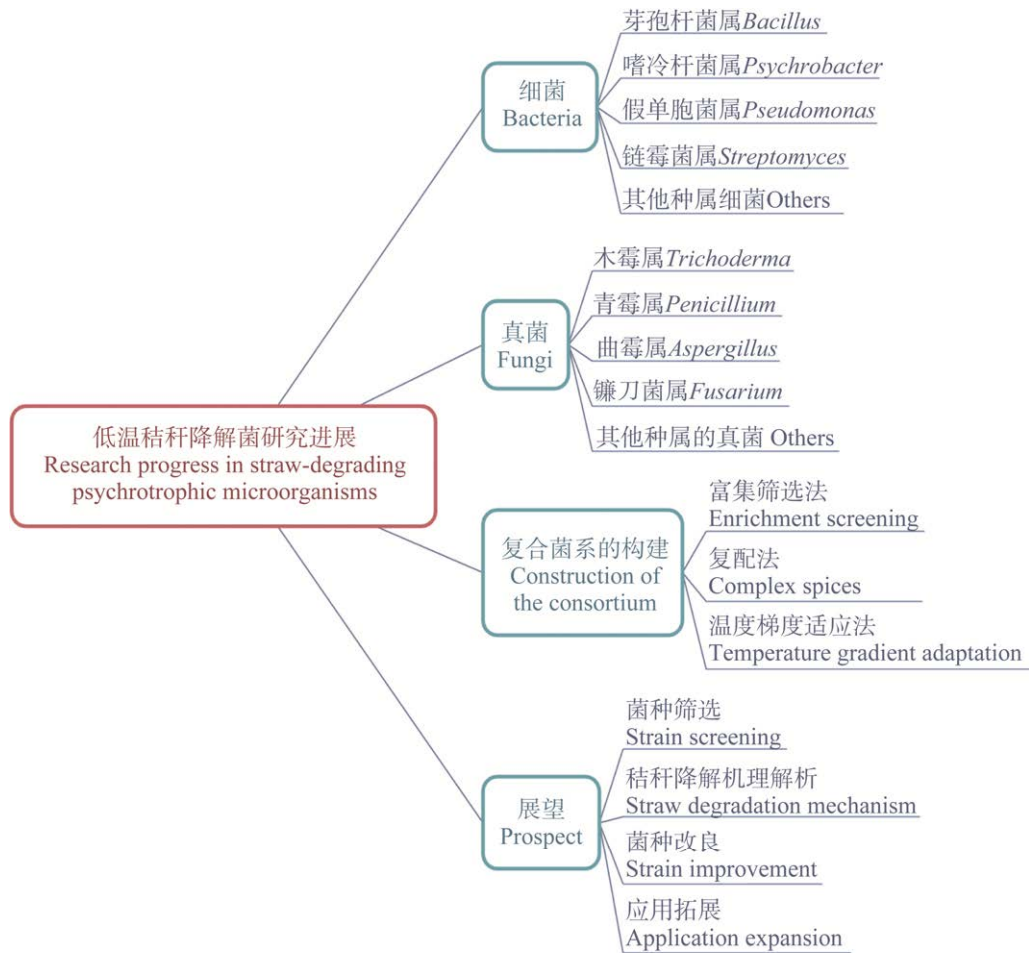 低温秸秆降解菌研究进展
Research progress in straw-degrading
psychrotrophic microorganisms
细菌
Bacteria
芽孢杆菌属Bacillus
嗜冷杆菌属Psychrobacter
假单胞菌属Pseudomonas
链霉菌属Streptomyces
其他种属细菌Others
真菌
Fungi
木霉属Trichoderma
青霉属Penicillium
曲霉属Aspergillus
镰刀菌属Fusarium
其他种属的真菌 Others
复合菌系的构建
Construction of
the consortium
富集筛选法
Enrichment screening
复配法
Complex spices
温度梯度适应法
Temperature gradient adaptation
展望
Prospect
菌种筛选
Strain screening
秸秆降解机理解析
Straw degradation mechanism
菌种改良
Strain improvement
应用拓展
Application expansion